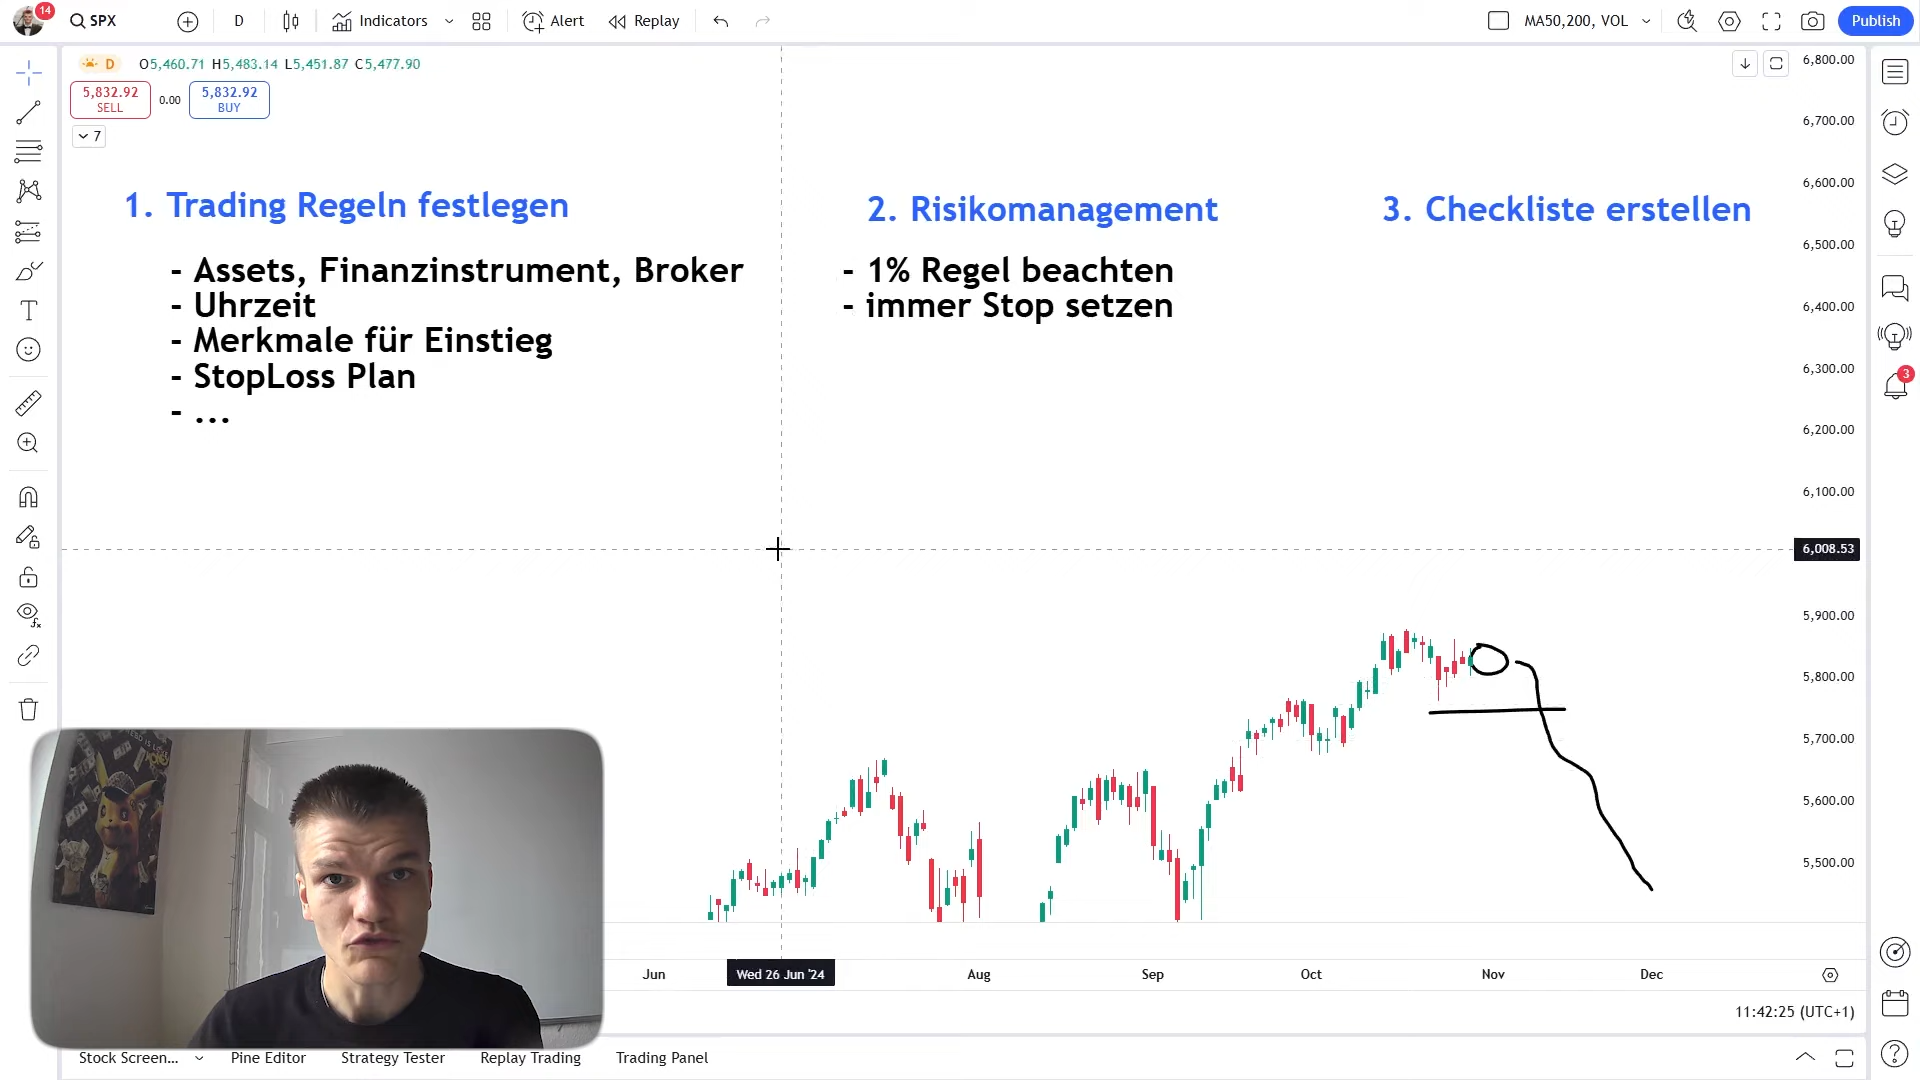 14
SPX
D
Indicators
Alert
Replay
MA50,200, VOL
Publish
D O5,460.71 H5,483.14 L5,451.87 C5,477.90
5,832.92
SELL
0.00
5,832.92
BUY
7
1. Trading Regeln festlegen
- Assets, Finanzinstrument, Broker
- Uhrzeit
- Merkmale für Einstieg
- StopLoss Plan
- ...
2. Risikomanagement
- 1% Regel beachten
- immer Stop setzen
3. Checkliste erstellen
6,800.00
6,700.00
6,600.00
6,500.00
6,400.00
6,300.00
6,200.00
6,100.00
6,008.53
5,900.00
5,800.00
5,700.00
5,600.00
5,500.00
3
Jun
Wed 26 Jun '24
Aug
Sep
Oct
Nov
Dec
11:42:25 (UTC+1)
Stock Screen...
Pine Editor
Strategy Tester
Replay Trading
Trading Panel